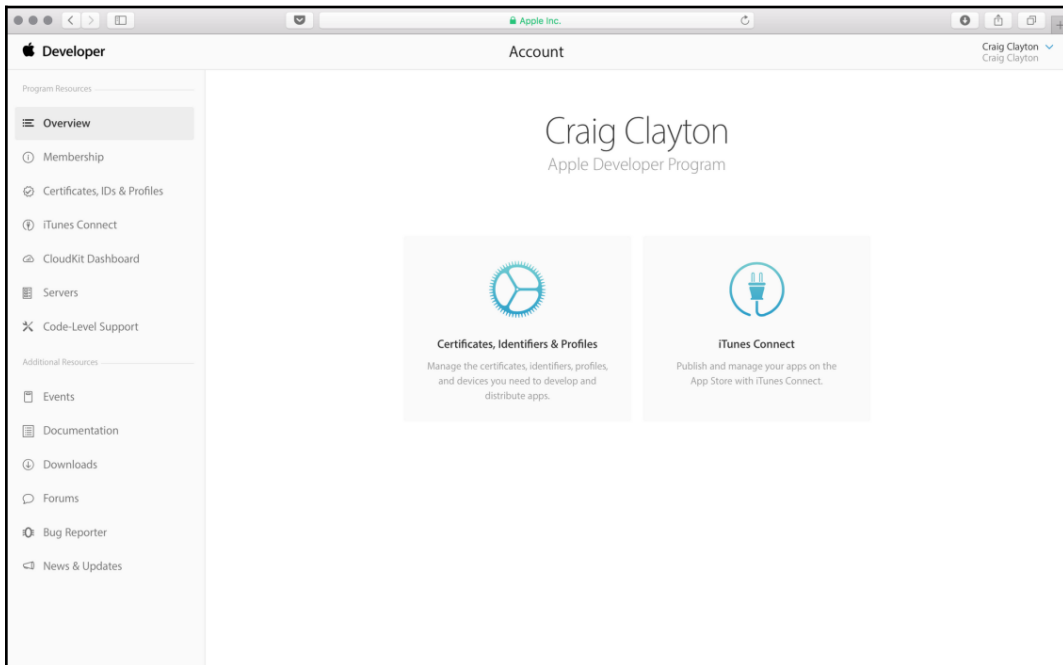 Apple Inc.
Developer
Account
Craig Clayton
Craig Clayton
Program Resources
Overview
Membership
Certificates, IDs & Profiles
iTunes Connect
CloudKit Dashboard
Servers
Code-Level Support
Additional Resources
Events
Documentation
Downloads
Forums
Bug Reporter
News & Updates
Craig Clayton
Apple Developer Program
Certificates, Identifiers & Profiles
Manage the certificates, identifiers, profiles,
and devices you need to develop and
distribute apps.
iTunes Connect
Publish and manage your apps on the
App Store with iTunes Connect.